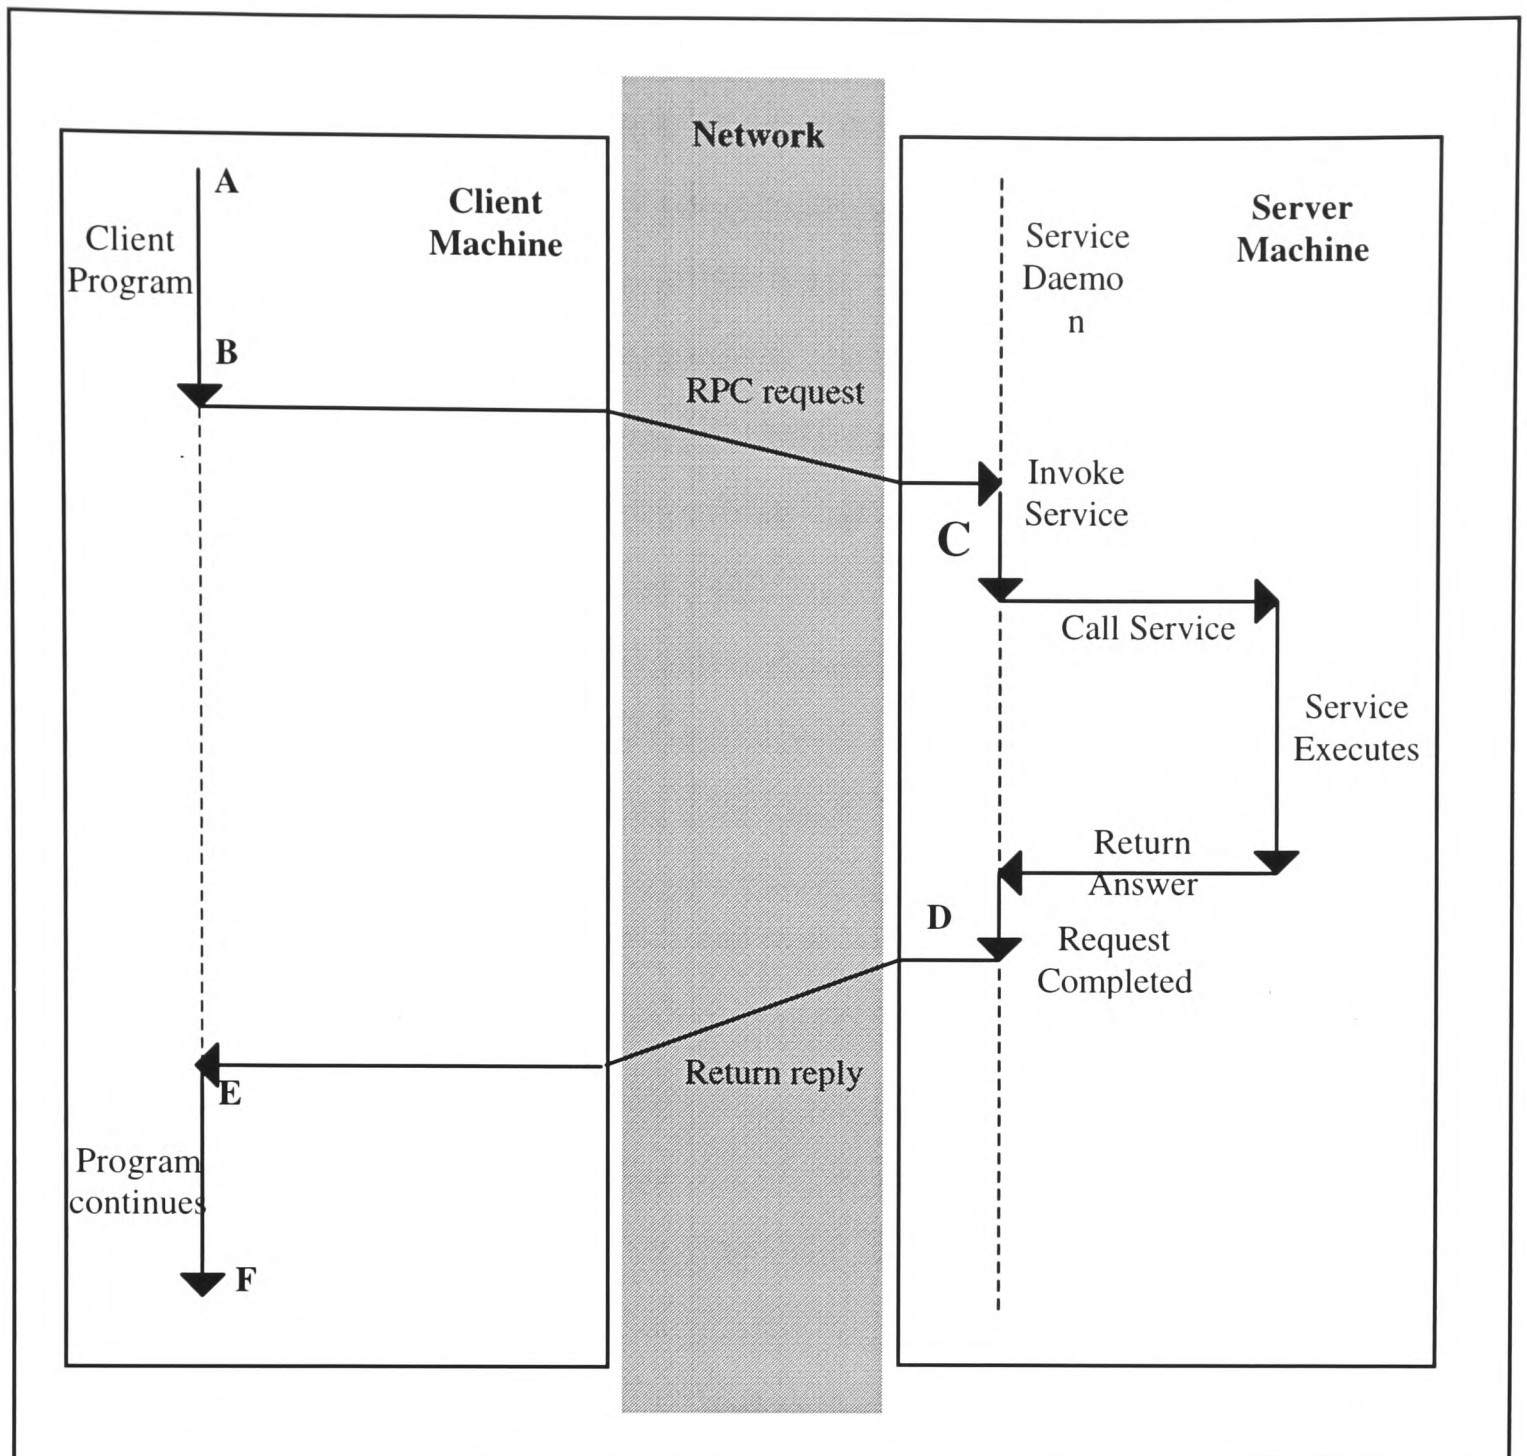 Network
A
Client
Machine
Client
Program
B
Service
Daemo
n
Server
Machine
RPC request
Invoke
Service
C
Call Service
Service
Executes
Return
Answer
D
Request
Completed
Return reply
E
Program
continues
F